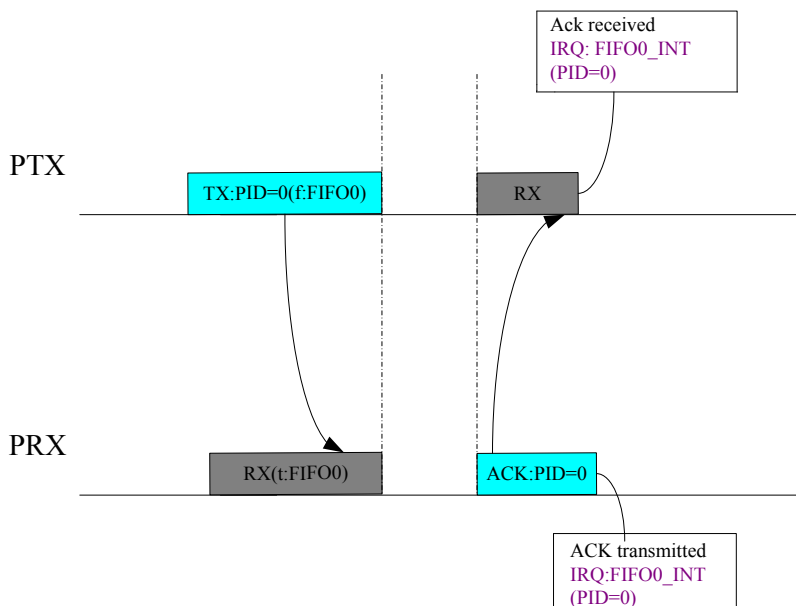 Ack received
IRQ: FIFO0_INT
(PID=0)
PTX
TX:PID=0(f:FIFO0)
RX
PRX
RX(t:FIFO0)
ACK:PID=0
ACK transmitted
IRQ:FIFO0_INT
(PID=0)